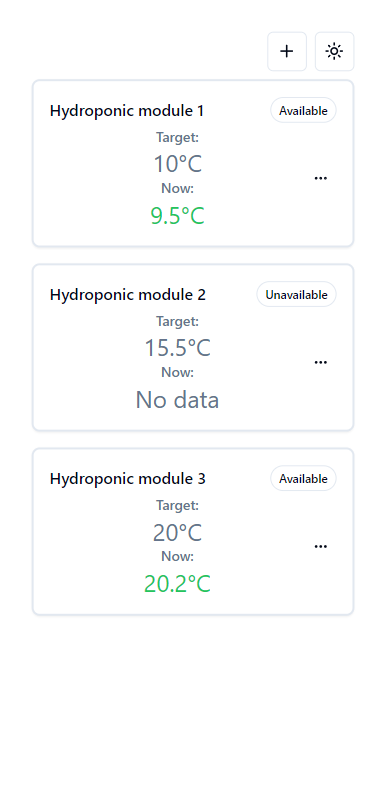 Hydroponic module 1
Available
Target:
10°C
Now:
9.5°C
Hydroponic module 2
Unavailable
Target:
15.5°C
Now:
No data
Hydroponic module 3
Available
Target:
20°C
Now:
20.2°C